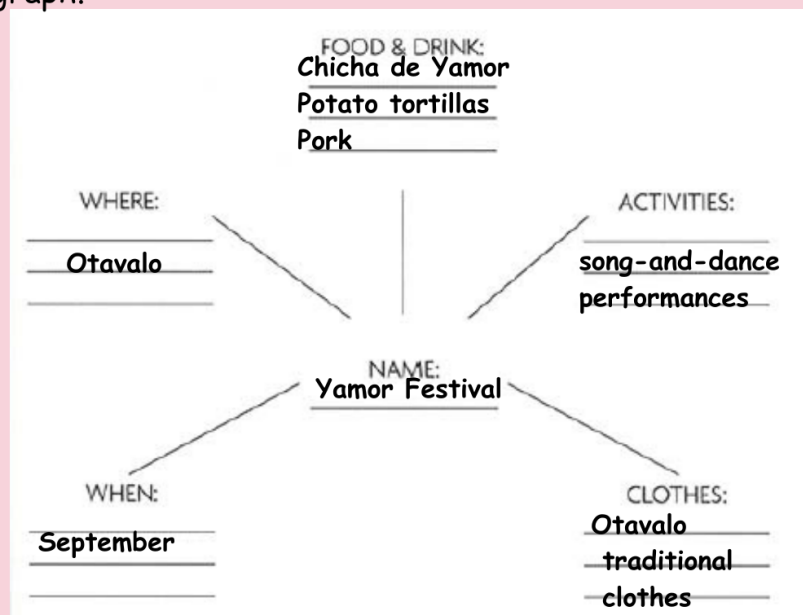 FOOD & DRINK:
Chicha de Yamor
Potato tortillas
Pork
WHERE:
Otavalo
ACTIVITIES:
song-and-dance
performances
NAME:
Yamor Festival
WHEN:
September
CLOTHES:
Otavalo
traditional
clothes